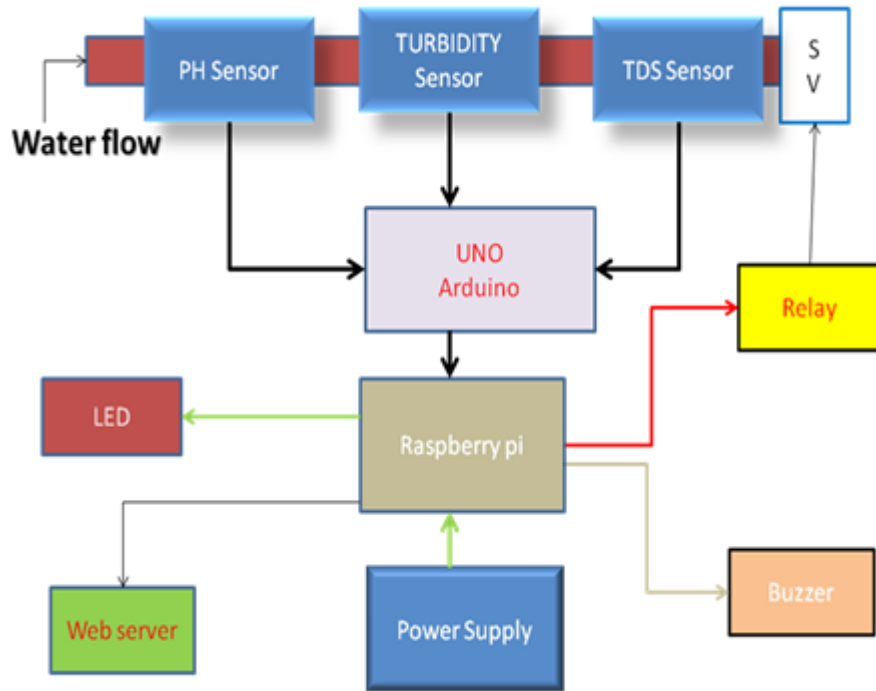 PH Sensor
TURBIDITY
Sensor
TDS Sensor
S
V
Water flow
UNO
Arduino
Relay
LED
Raspberry pi
Web server
Power Supply
Buzzer